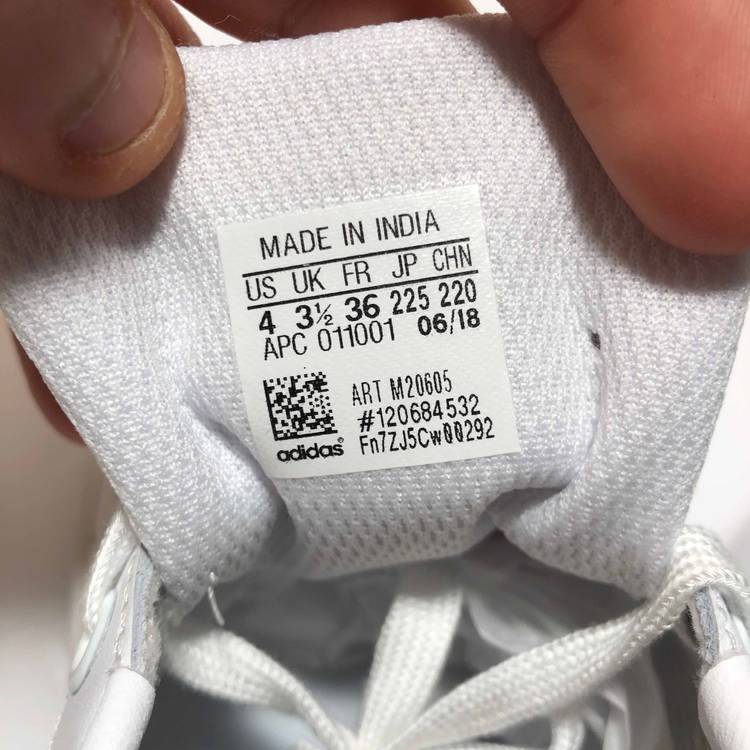 MADE IN INDIA
US UK FR JP CHN
4 3½ 36 225 220
APC 011001 06/18
ART M20605
#120684532
Fn7ZJ5Cw00292
adidas®